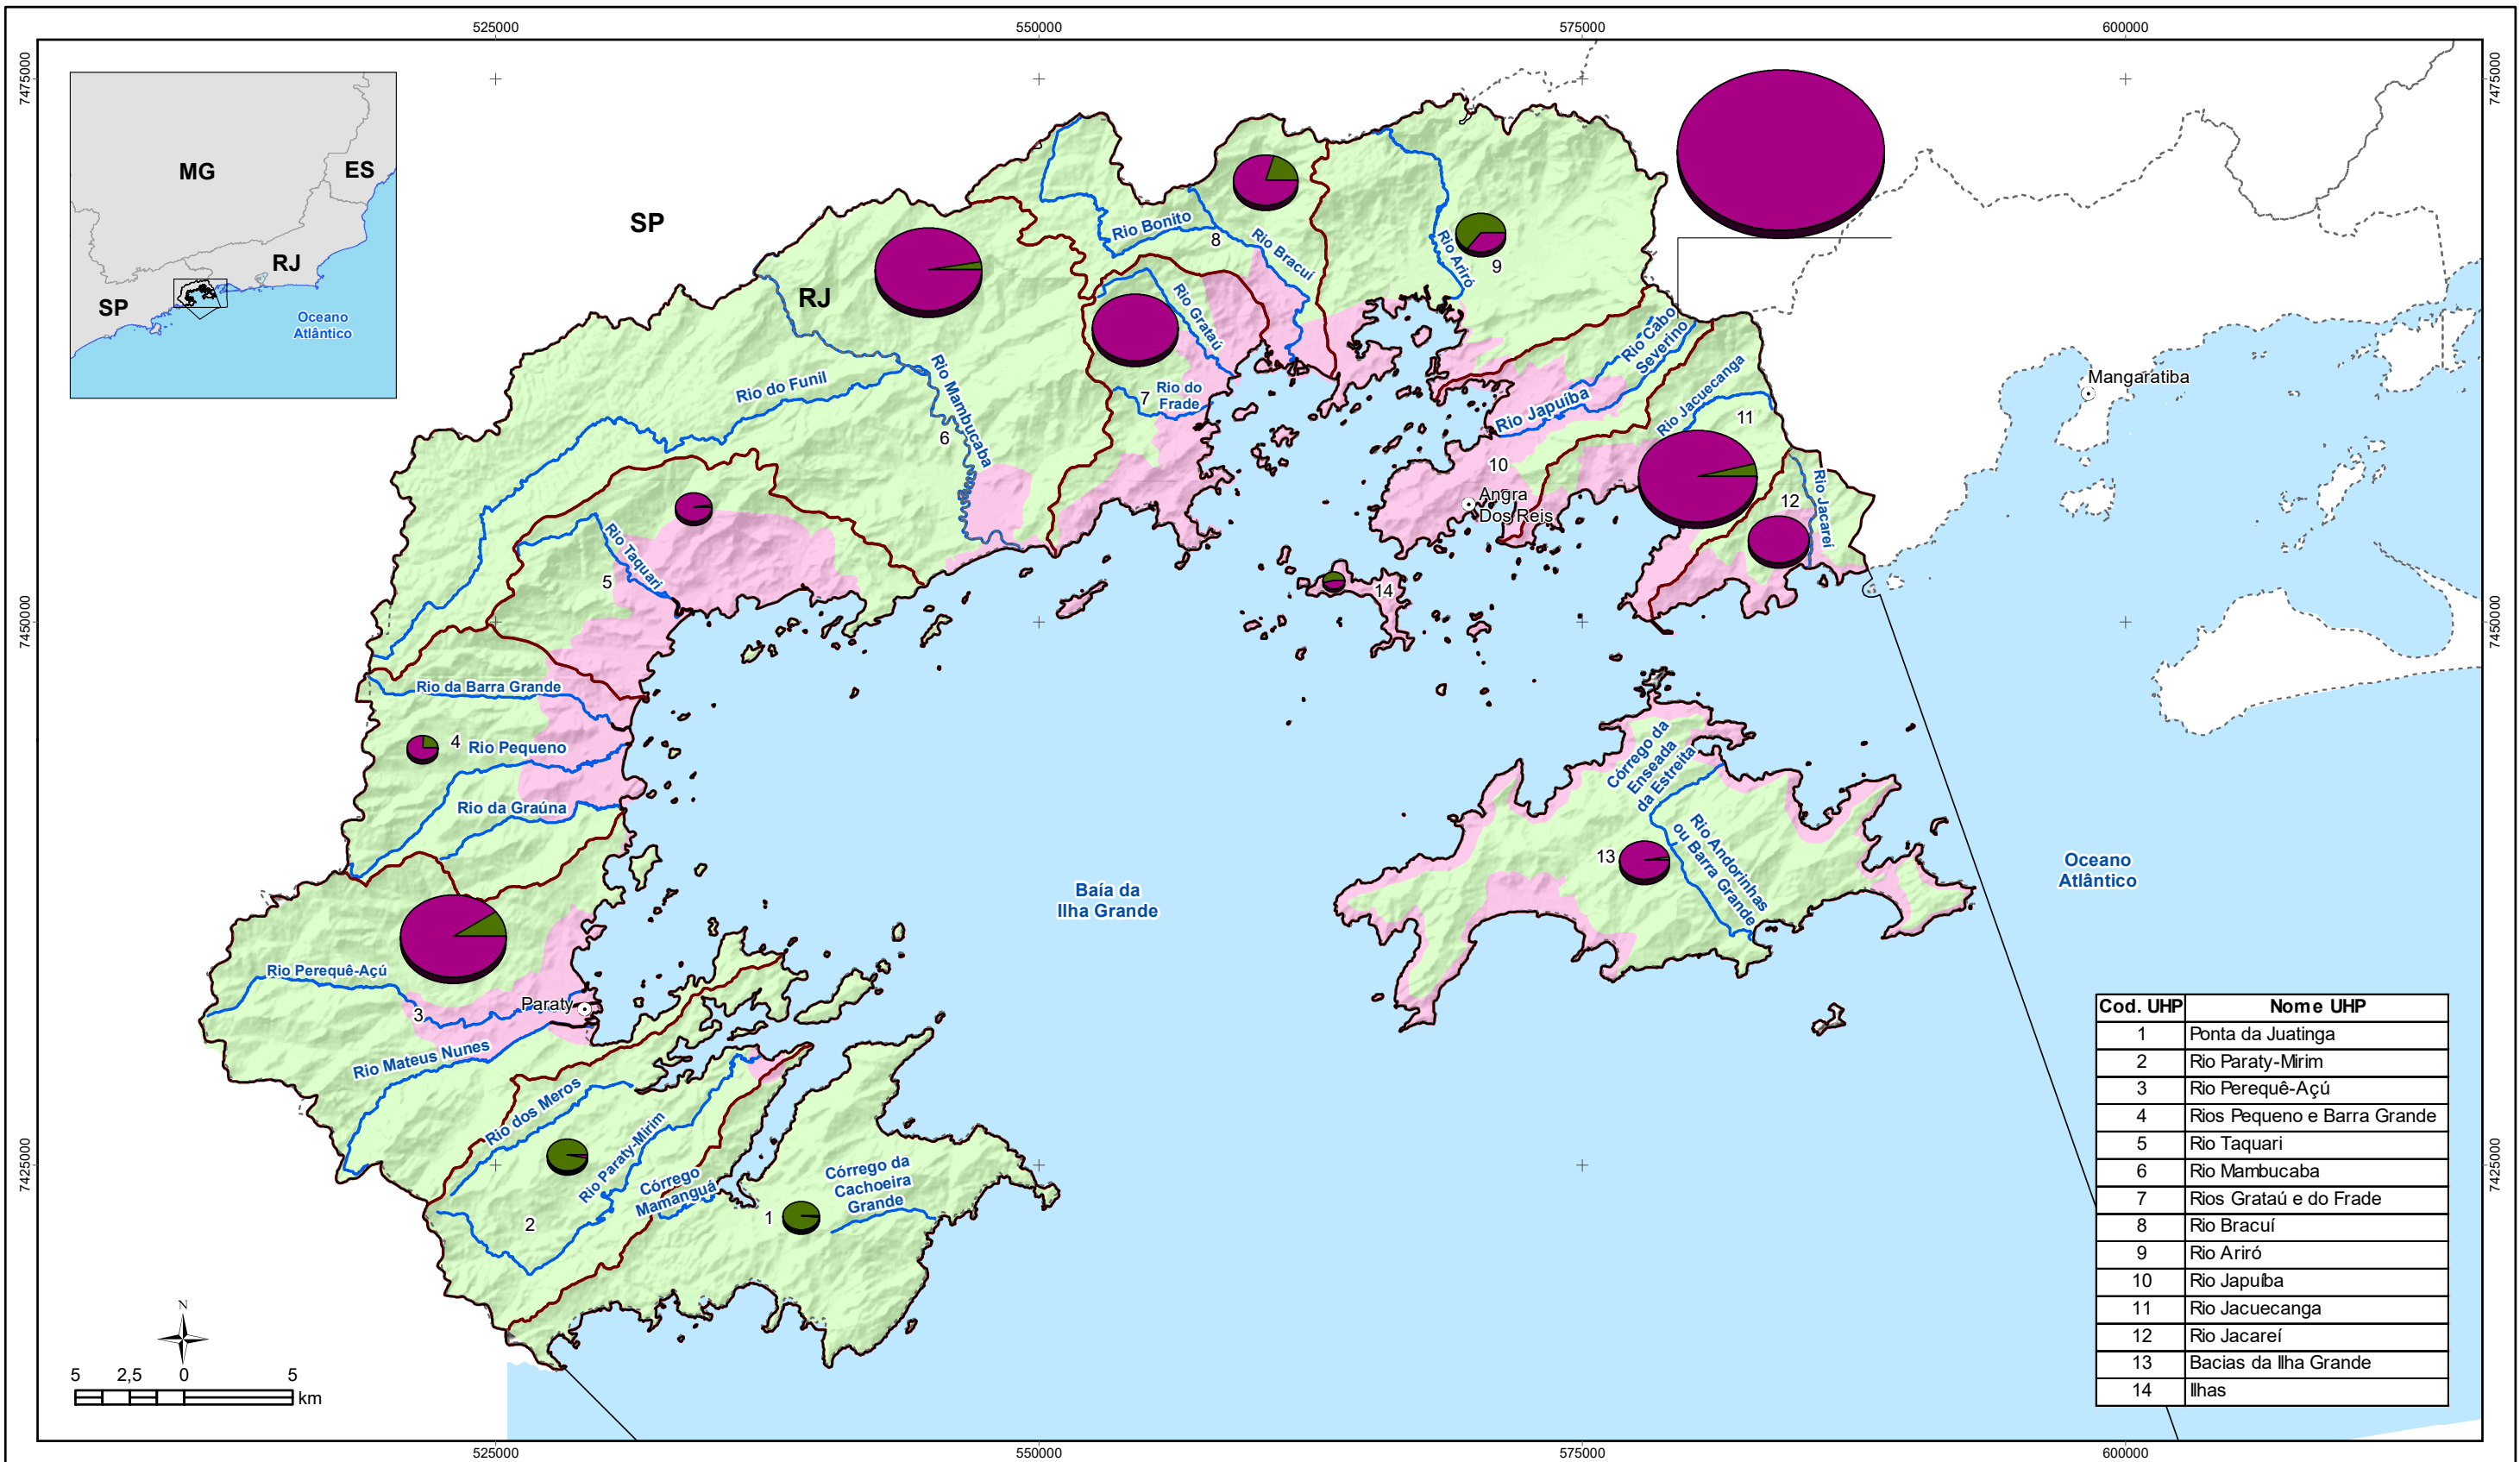 525000
550000
575000
600000
7475000
7475000
MG
ES
RJ
SP
Oceano
Atlântico
SP
RJ
Rio Bonito
8
Rio Bracuí
Rio Ariró
9
Rio Grataú
Rio do
Frade
7
Rio do Funil
Rio Mambucaba
6
Rio Cabo
Severino
Rio Japuíba
Rio Jacuecanga
11
10
Angra
Dos Reis
12
Rio Jacareí
Mangaratiba
Rio Taquari
5
14
7450000
7450000
Rio da Barra Grande
4
Rio Pequeno
Rio da Graúna
Córrego da
Enseada
da Estreita
Rio Andorinhas
ou Barra Grande
13
Baía da
Ilha Grande
Oceano
Atlântico
Rio Perequê-Açú
3
Paraty
Rio Mateus Nunes
Rio dos Meros
Rio Paraty-Mirim
Córrego
Mamanguá
Córrego da
Cachoeira
Grande
2
1
7425000
7425000
Cod. UHP Nome UHP
1 Ponta da Juatinga
2 Rio Paraty-Mirim
3 Rio Perequê-Açú
4 Rios Pequeno e Barra Grande
5 Rio Taquari
6 Rio Mambucaba
7 Rios Grataú e do Frade
8 Rio Bracuí
9 Rio Ariró
10 Rio Japuíba
11 Rio Jacuecanga
12 Rio Jacareí
13 Bacias da Ilha Grande
14 Ilhas
N
5 2,5 0 5
km
525000
550000
575000
600000